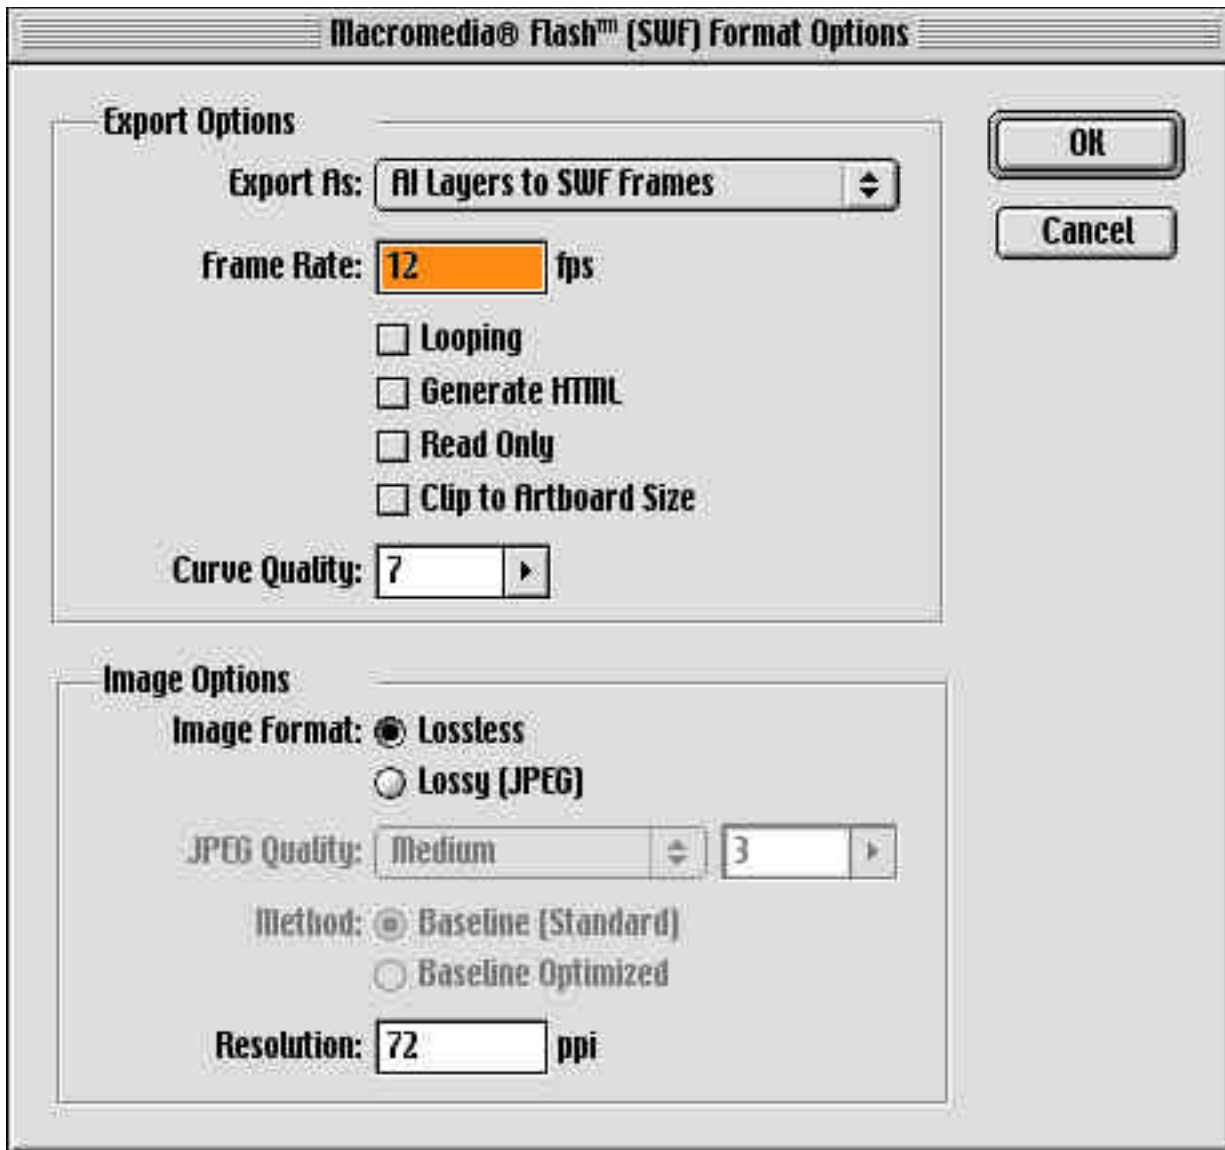 Macromedia® Flash™ (SWF) Format Options
Export Options
OK
Export As: AI Layers to SWF Frames
Cancel
Frame Rate: 12 fps
Looping
Generate HTML
Read Only
Clip to Artboard Size
Curve Quality: 7
Image Options
Image Format: Lossless
Lossy (JPEG)
JPEG Quality: Medium 3
Method: Baseline (Standard)
Baseline Optimized
Resolution: 72 ppi